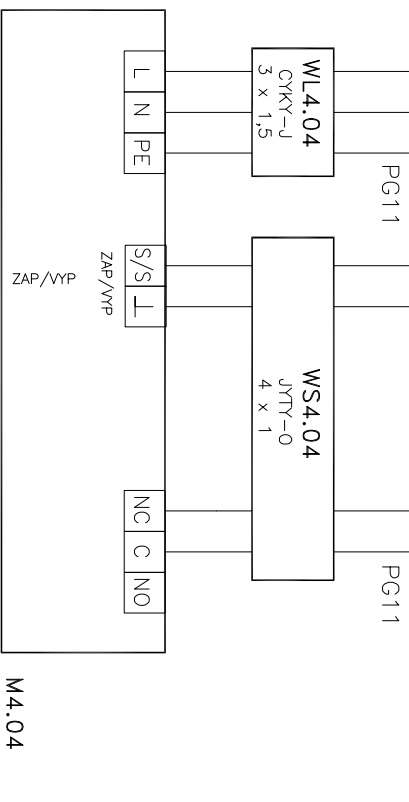 L
N
PE
WL4.04
CYKY-J
3 x 1,5
PG11
S/S
ZAP/VYP
ZAP/VYP
WS4.04
JYTY-O
4 x 1
NC
C
NO
PG11
M4.04